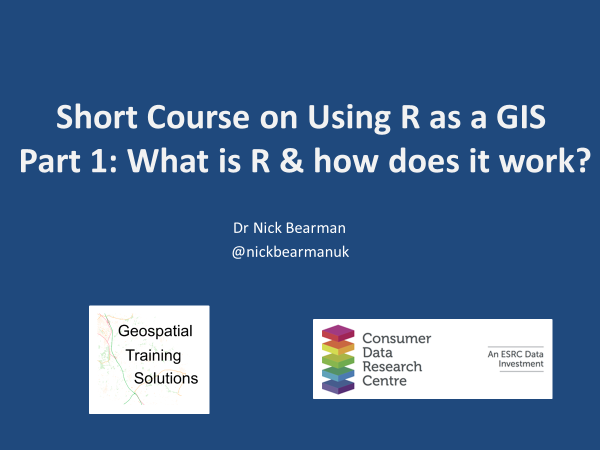 Short Course on Using R as a GIS
Part 1: What is R & how does it work?
Dr Nick Bearman
@nickbearmanuk
Geospatial
Training
Solutions
Consumer
Data
Research
Centre
An ESRC Data
Investment